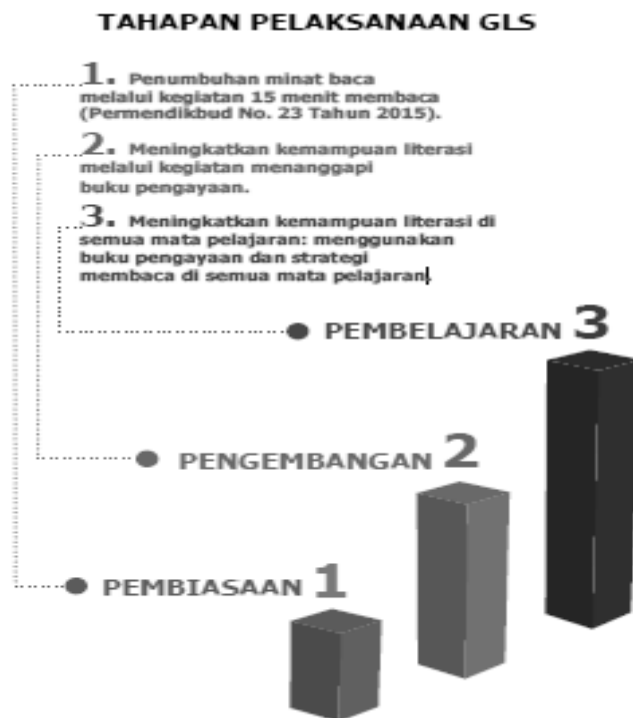 TAHAPAN PELAKSANAAN GLS
1. Penumbuhan minat baca
melalui kegiatan 15 menit membaca
(Permendikbud No. 23 Tahun 2015).
2. Meningkatkan kemampuan literasi
melalui kegiatan menanggapi
buku pengayaan.
3. Meningkatkan kemampuan literasi di
semua mata pelajaran: menggunakan
buku pengayaan dan strategi
membaca di semua mata pelajaran.
PEMBELAJARAN 3
PENGEMBANGAN 2
PEMBIASAAN 1